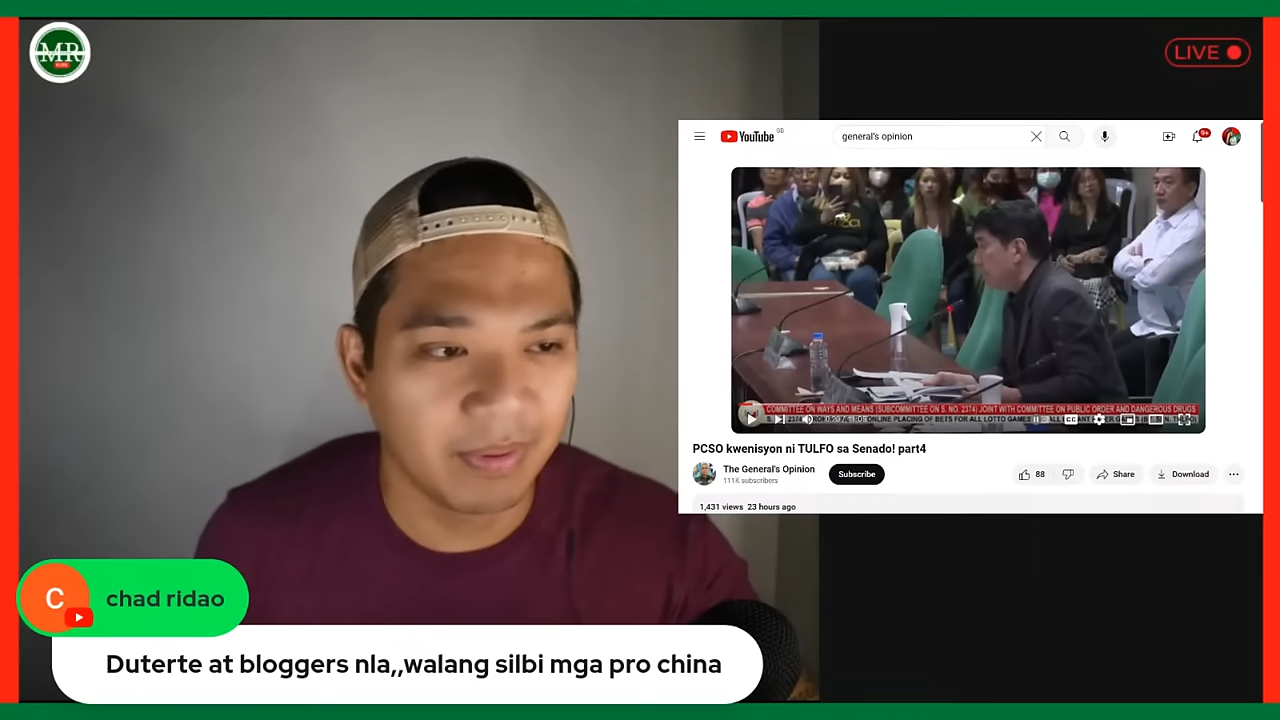 MR
LIVE
YouTube
GB
general's opinion
9+
COMMITTEE ON WAYS AND MEANS (SUBCOMMITTEE ON S. NO. 2374) JOINT WITH COMMITTEE ON PUBLIC ORDER AND DANGEROUS DRUGS
PCSO kwenisyon ni TULFO sa Senado! part4
The General's Opinion
111K subscribers
Subscribe
88
Share
Download
1,431 views 23 hours ago
C
chad ridao
Duterte at bloggers nla,,walang silbi mga pro china